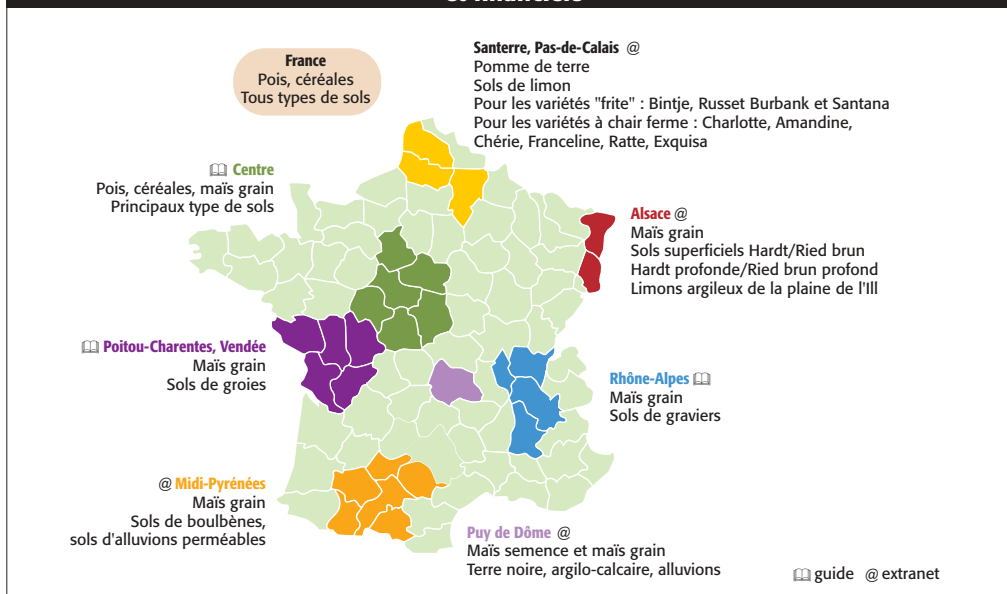 France
Pois, céréales
Tous types de sols
Santerre, Pas-de-Calais @
Pomme de terre
Sols de limon
Pour les variétés "frite" : Bintje, Russet Burbank et Santana
Pour les variétés à chair ferme : Charlotte, Amandine,
Chérie, Franceline, Ratte, Exquisa
Centre
Pois, céréales, maïs grain
Principaux type de sols
Alsace @
Maïs grain
Sols superficiels Hardt/Ried brun
Hardt profonde/Ried brun profond
Limons argileux de la plaine de l'Ill
Poitou-Charentes, Vendée
Maïs grain
Sols de groies
Rhône-Alpes
Maïs grain
Sols de graviers
@ Midi-Pyrénées
Maïs grain
Sols de boulbènes,
sols d'alluvions perméables
Puy de Dôme @
Maïs semence et maïs grain
Terre noire, argilo-calcaire, alluvions
guide @ extranet